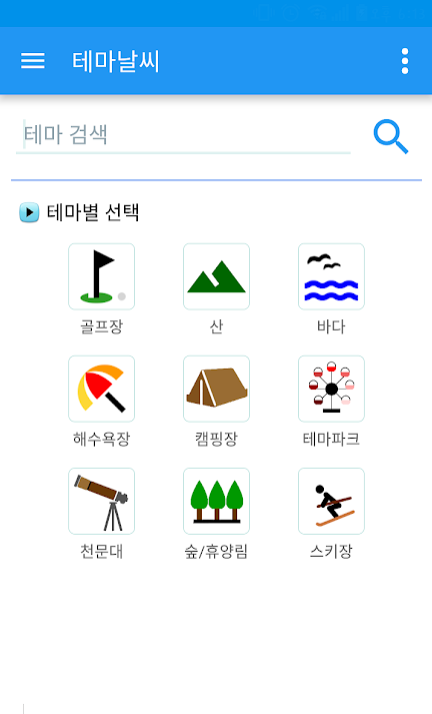 테마날씨
테마 검색
테마별 선택
골프장 산 바다
해수욕장 캠핑장 테마파크
천문대 숲/휴양림 스키장